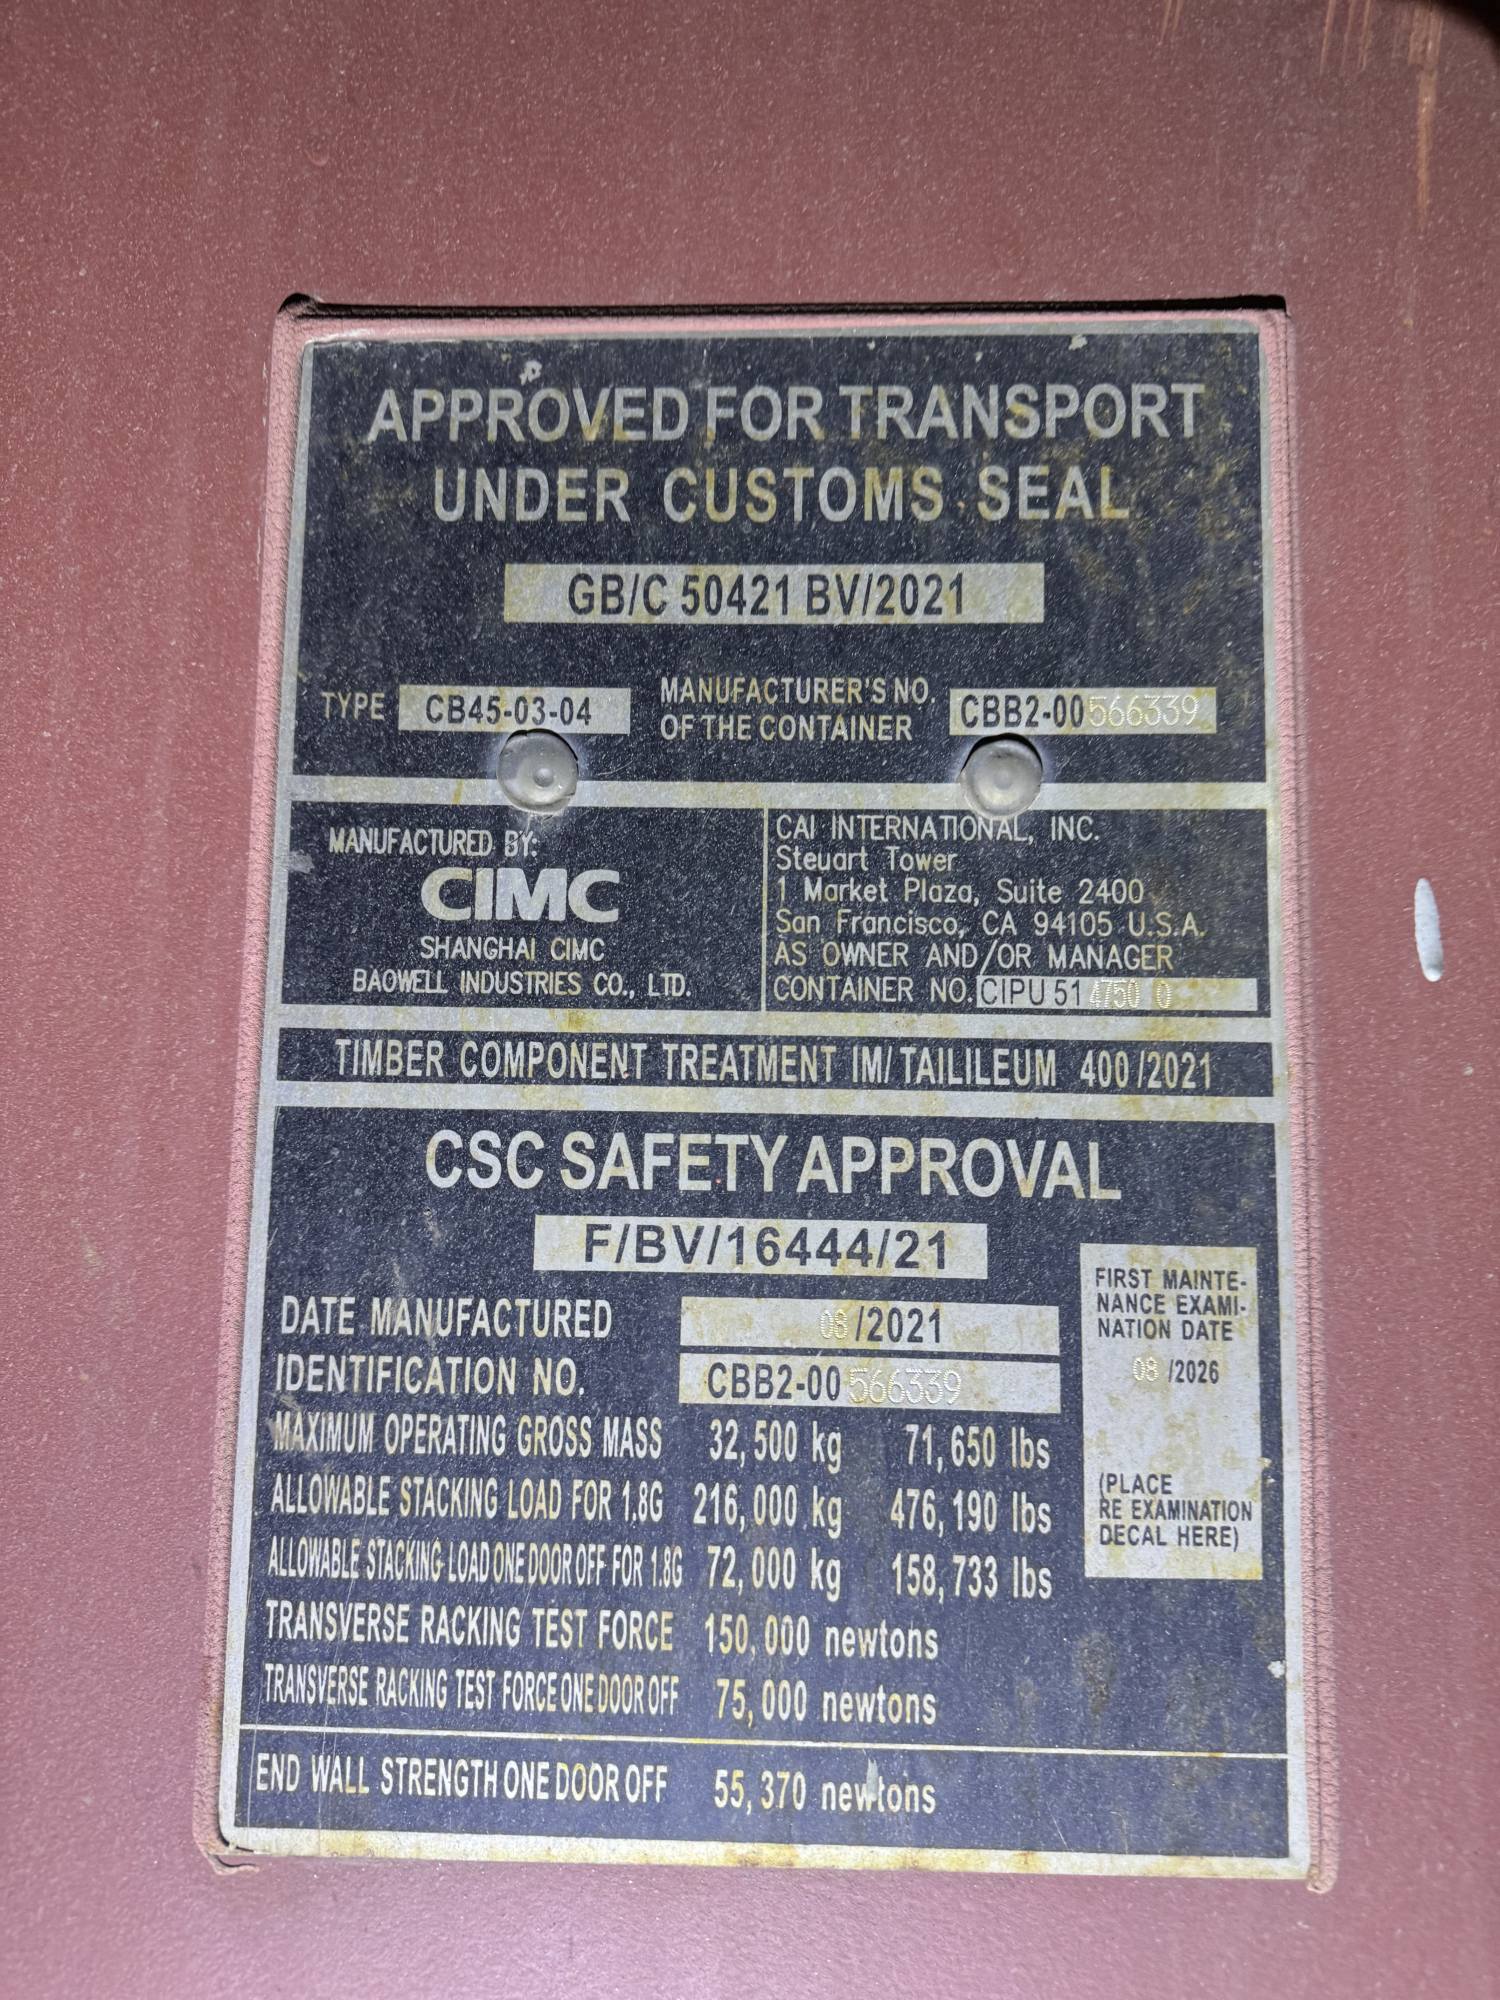 APPROVED FOR TRANSPORT
UNDER CUSTOMS SEAL
GB/C 50421 BV/2021
TYPE CB45-03-04
MANUFACTURER'S NO.
OF THE CONTAINER
CBB2-00566339
MANUFACTURED BY:
CIMC
SHANGHAI CIMC
BAOWELL INDUSTRIES CO., LTD.
CAI INTERNATIONAL, INC.
Steuart Tower
1 Market Plaza, Suite 2400
San Francisco, CA 94105 U.S.A.
AS OWNER AND/OR MANAGER
CONTAINER NO. CIPU 51 4750 0
TIMBER COMPONENT TREATMENT IM/ TAILILEUM 400/2021
CSC SAFETY APPROVAL
F/BV/16444/21
DATE MANUFACTURED 08/2021
IDENTIFICATION NO. CBB2-00566339
MAXIMUM OPERATING GROSS MASS 32,500 kg 71,650 lbs
ALLOWABLE STACKING LOAD FOR 1.8G 216,000 kg 476,190 lbs
ALLOWABLE STACKING LOAD ONE DOOR OFF FOR 1.8G 72,000 kg 158,733 lbs
TRANSVERSE RACKING TEST FORCE 150,000 newtons
TRANSVERSE RACKING TEST FORCE ONE DOOR OFF 75,000 newtons
END WALL STRENGTH ONE DOOR OFF 55,370 newtons
FIRST MAINTE-
NANCE EXAMI-
NATION DATE
08 /2026
(PLACE
RE EXAMINATION
DECAL HERE)